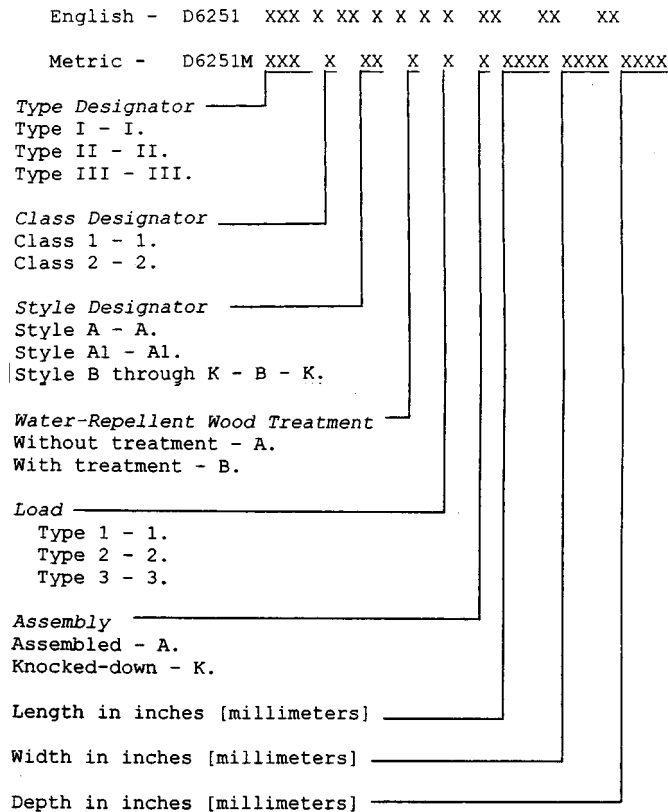 English - D6251 XXX X XX X X X X XX XX XX
Metric - D6251M XXX X XX X X X XXXX XXXX XXXX
Type Designator
Type I - I.
Type II - II.
Type III - III.
Class Designator
Class 1 - 1.
Class 2 - 2.
Style Designator
Style A - A.
Style A1 - A1.
Style B through K - B - K.
Water-Repellent Wood Treatment
Without treatment - A.
With treatment - B.
Load
Type 1 - 1.
Type 2 - 2.
Type 3 - 3.
Assembly
Assembled - A.
Knocked-down - K.
Length in inches [millimeters]
Width in inches [millimeters]
Depth in inches [millimeters]